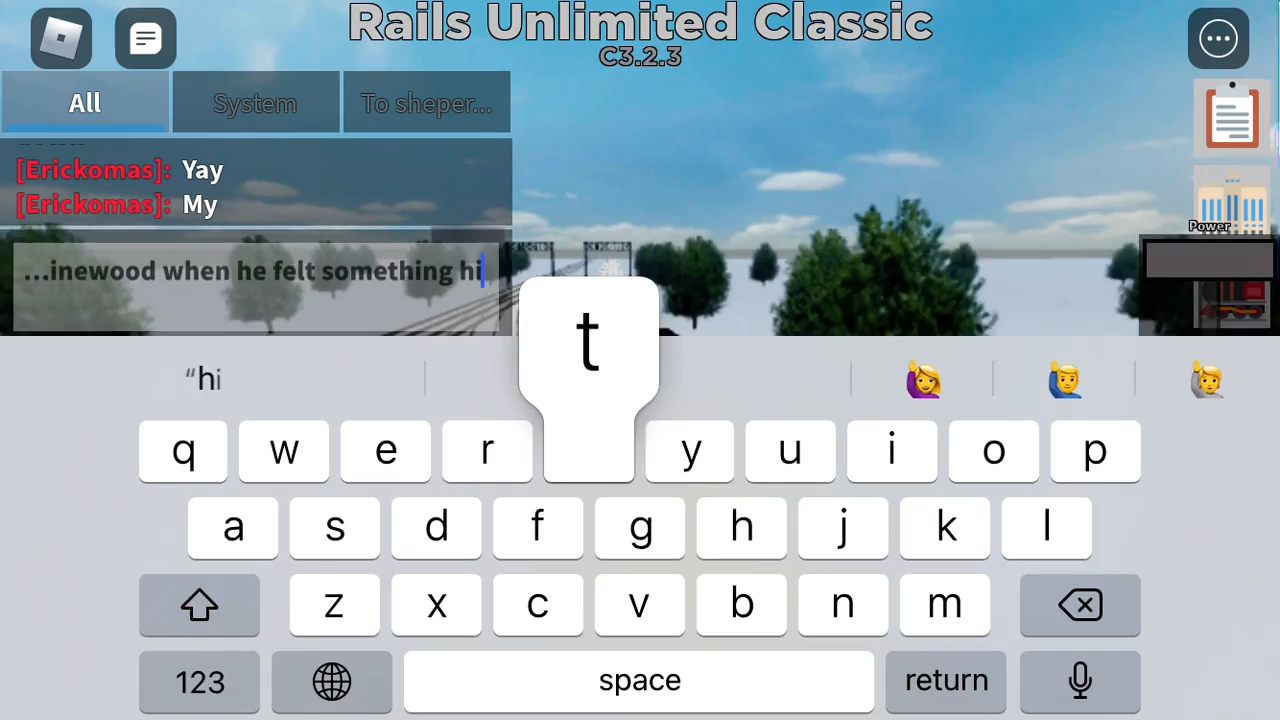 Rails Unlimited Classic
C3.2.3
All
System
To sheper...
[Erickomas]: Yay
[Erickomas]: My
...inewood when he felt something hi
Power
“hi
t
q w e r y u i o p
a s d f g h j k l
z x c v b n m
123
space
return